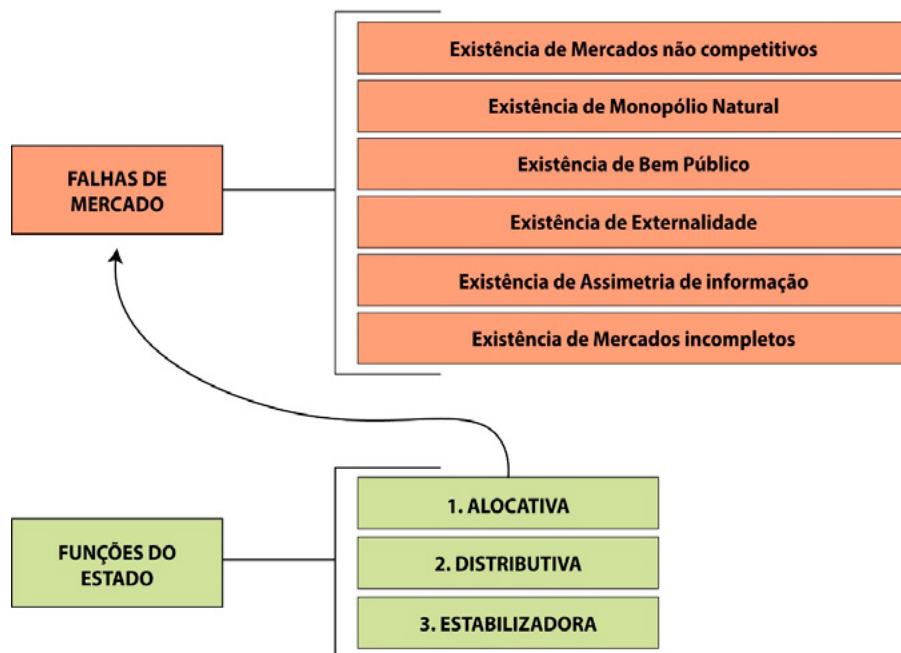 Existência de Mercados não competitivos
Existência de Monopólio Natural
Existência de Bem Público
FALHAS DE
MERCADO
Existência de Externalidade
Existência de Assimetria de informação
Existência de Mercados incompletos
1. ALOCATIVA
FUNÇÕES DO
ESTADO
2. DISTRIBUTIVA
3. ESTABILIZADORA